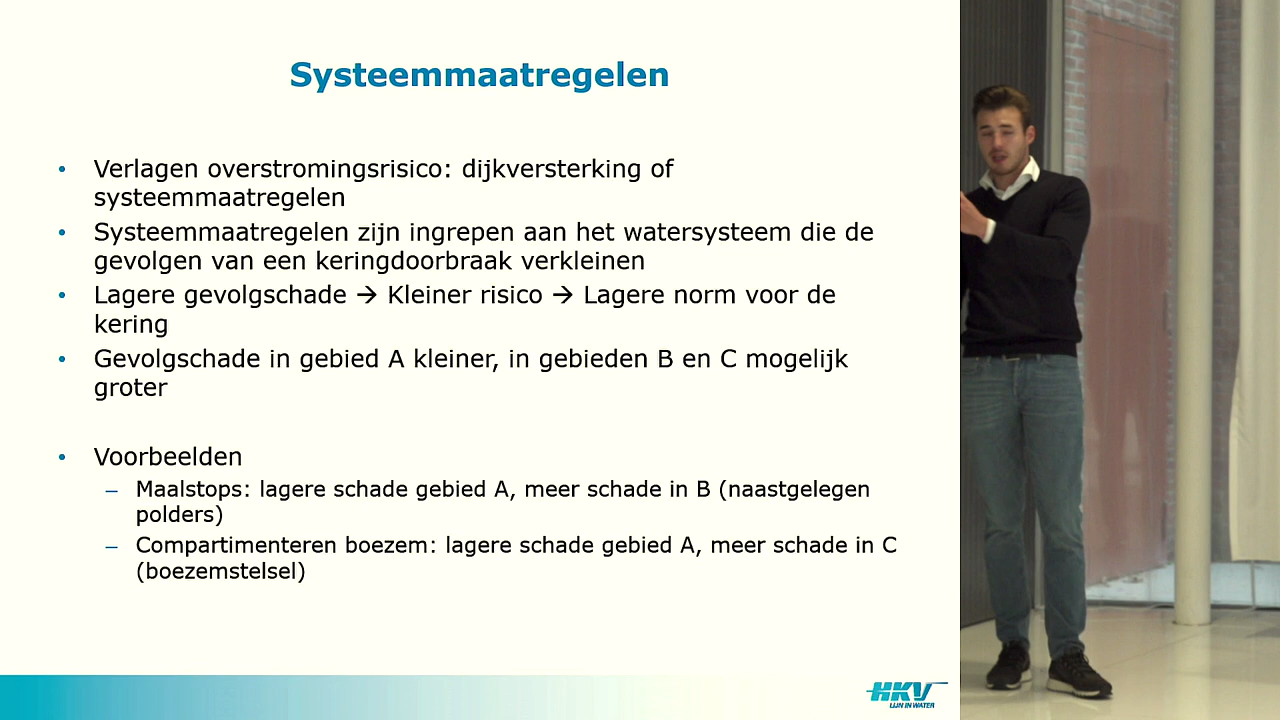 Systeemmaatregelen
• Verlagen overstromingsrisico: dijkversterking of
systeemmaatregelen
• Systeemmaatregelen zijn ingrepen aan het watersysteem die de
gevolgen van een keringdoorbraak verkleinen
• Lagere gevolgschade → Kleiner risico → Lagere norm voor de
kering
• Gevolgschade in gebied A kleiner, in gebieden B en C mogelijk
groter
• Voorbeelden
– Maalstops: lagere schade gebied A, meer schade in B (naastgelegen
polders)
– Compartimenteren boezem: lagere schade gebied A, meer schade in C
(boezemstelsel)
HKV
LIJN IN WATER